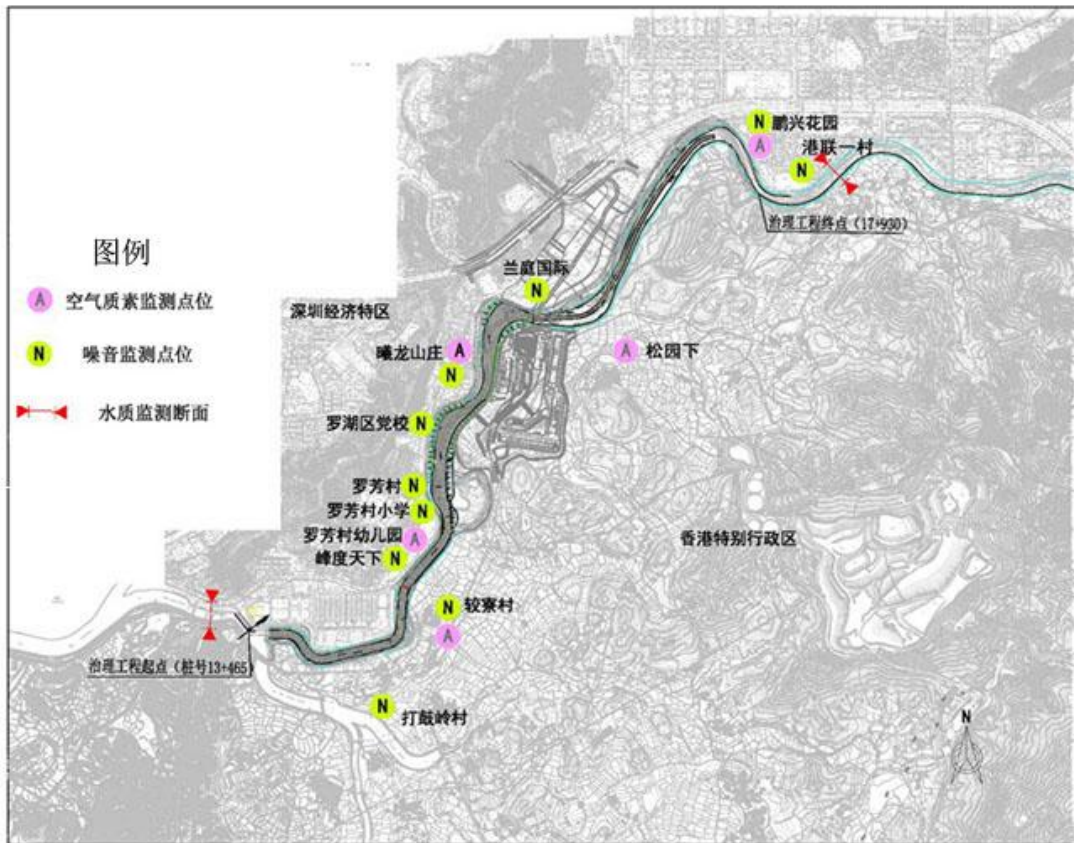 N 鹏兴花园
A
港联一村
N
治理工程终点（17+930）
图例
兰庭国际
N
A 空气质素监测点位
深圳经济特区
N 噪音监测点位
曦龙山庄 A
N
A 松园下
水质监测断面
罗湖区党校 N
罗芳村 N
罗芳村小学 N
罗芳村幼儿园 A
峰度天下 N
香港特别行政区
N 较寮村
A
治理工程起点（桩号13+465）
N 打鼓岭村
N